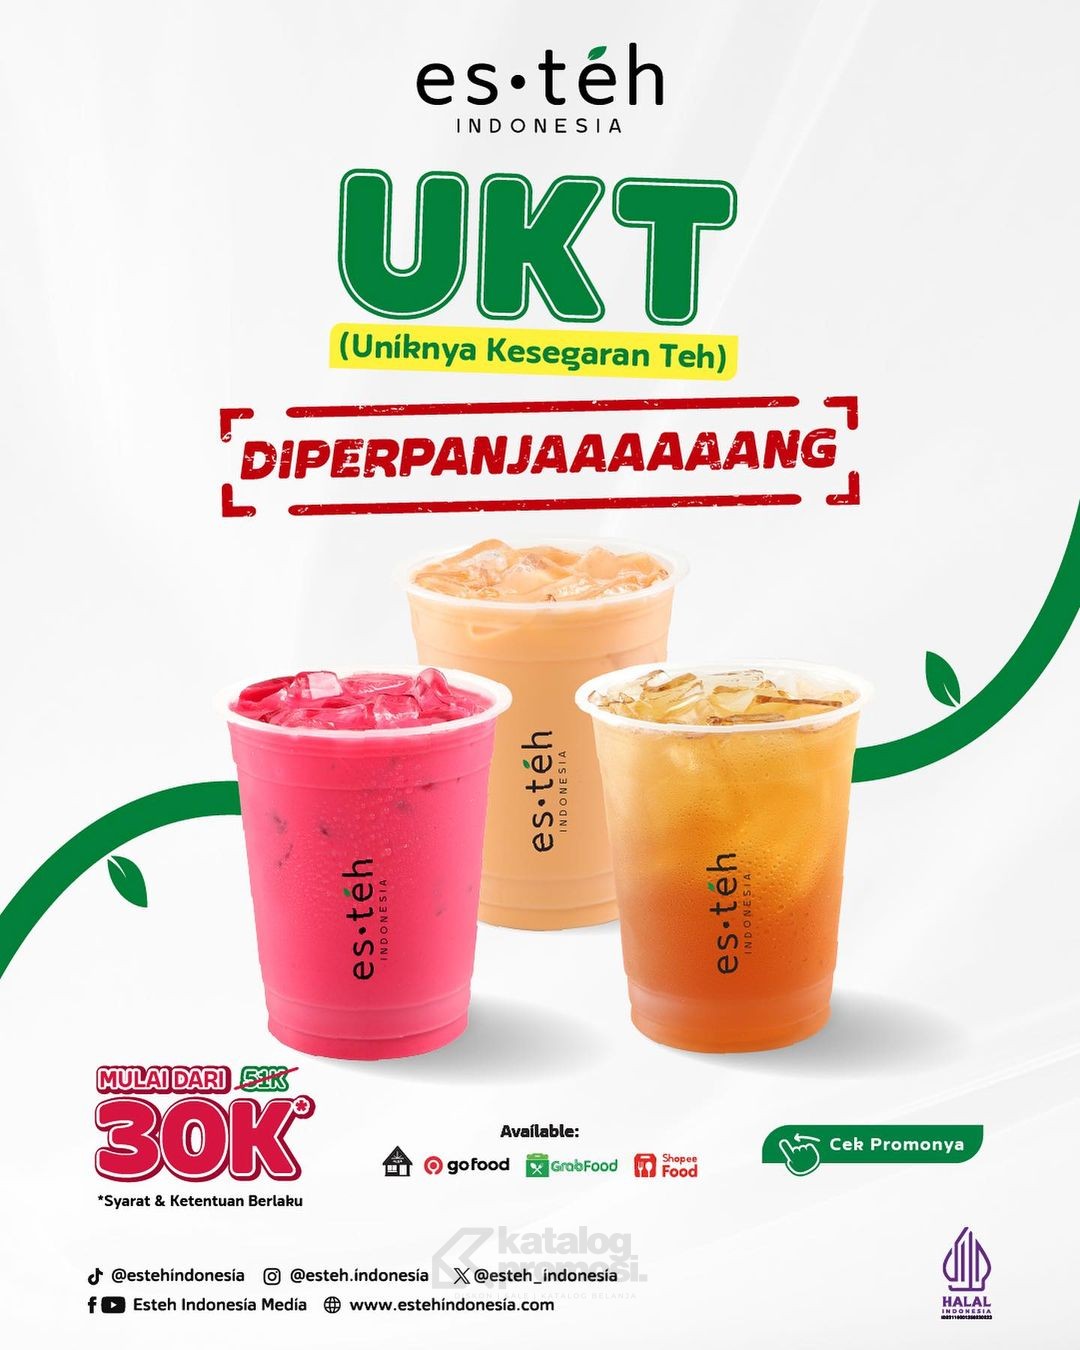 es•téh
INDONESIA
UKT
(Uniknya Kesegaran Teh)
DIPERPANJAAAAAAANG
es•téh
INDONESIA
es•téh
INDONESIA
es•téh
INDONESIA
MULAI DARI 51K
30K*
*Syarat & Ketentuan Berlaku
Available:
gofood GrabFood Shopee Food
Cek Promonya
katalog
promosi.
@estehindonesia @esteh.indonesia @esteh_indonesia
Esteh Indonesia Media www.estehindonesia.com
HALAL
INDONESIA